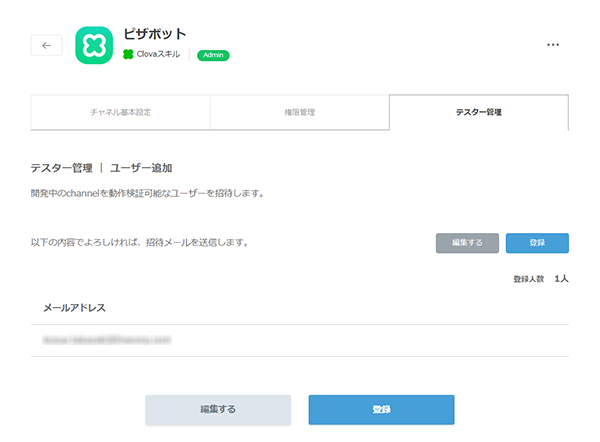 ピザボット
Clovaスキル Admin
チャネル基本設定 権限管理 テスター管理
テスター管理 | ユーザー追加
開発中のchannelを動作検証可能なユーザーを招待します。
以下の内容でよろしければ、招待メールを送信します。 編集する 登録
登録人数 1人
メールアドレス
編集する 登録